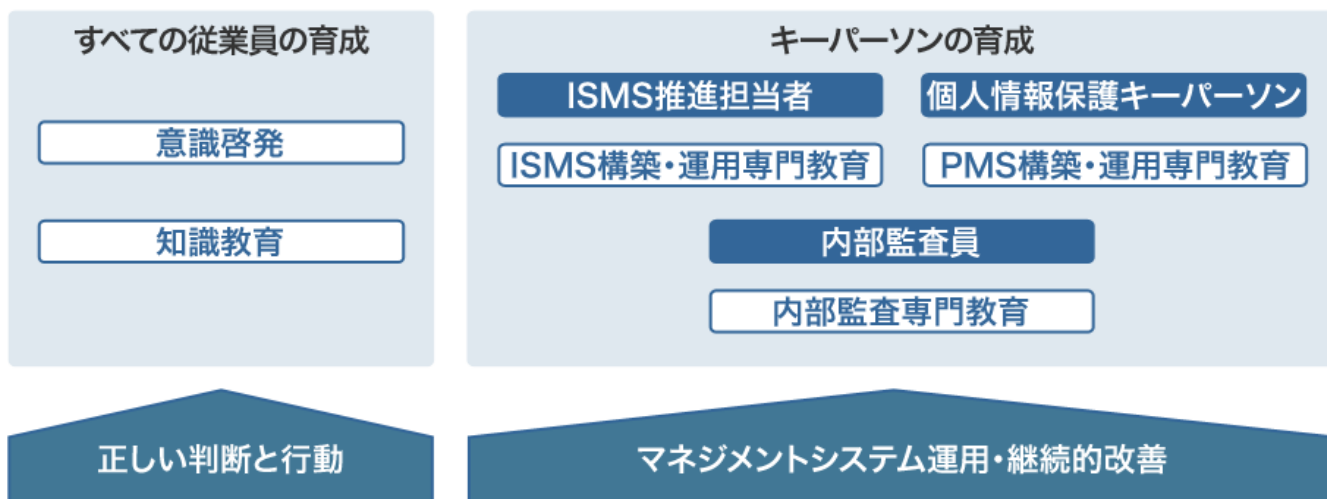 すべての従業員の育成
意識啓発
知識教育
正しい判断と行動
キーパーソンの育成
ISMS推進担当者
個人情報保護キーパーソン
ISMS構築・運用専門教育
PMS構築・運用専門教育
内部監査員
内部監査専門教育
マネジメントシステム運用・継続的改善